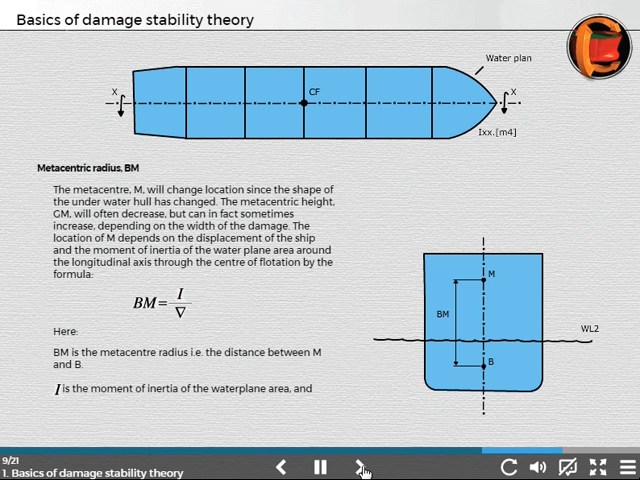 Basics of damage stability theory
Water plan
X
CF
X
Ixx.[m4]
Metacentric radius, BM
The metacentre, M, will change location since the shape of
the under water hull has changed. The metacentric height,
GM, will often decrease, but can in fact sometimes
increase, depending on the width of the damage. The
location of M depends on the displacement of the ship
and the moment of inertia of the water plane area around
the longitudinal axis through the centre of flotation by the
formula:
BM = I / ∇
Here:
BM is the metacentre radius i.e. the distance between M
and B.
I is the moment of inertia of the waterplane area, and
M
BM
WL2
B
9/21
1. Basics of damage stability theory